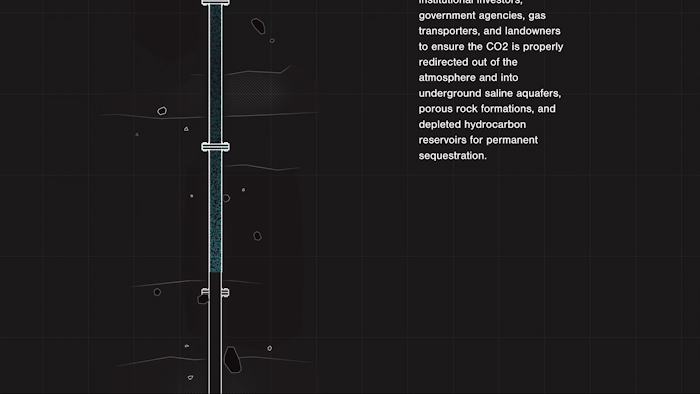 institutional investors,
government agencies, gas
transporters, and landowners
to ensure the CO2 is properly
redirected out of the
atmosphere and into
underground saline aquafers,
porous rock formations, and
depleted hydrocarbon
reservoirs for permanent
sequestration.